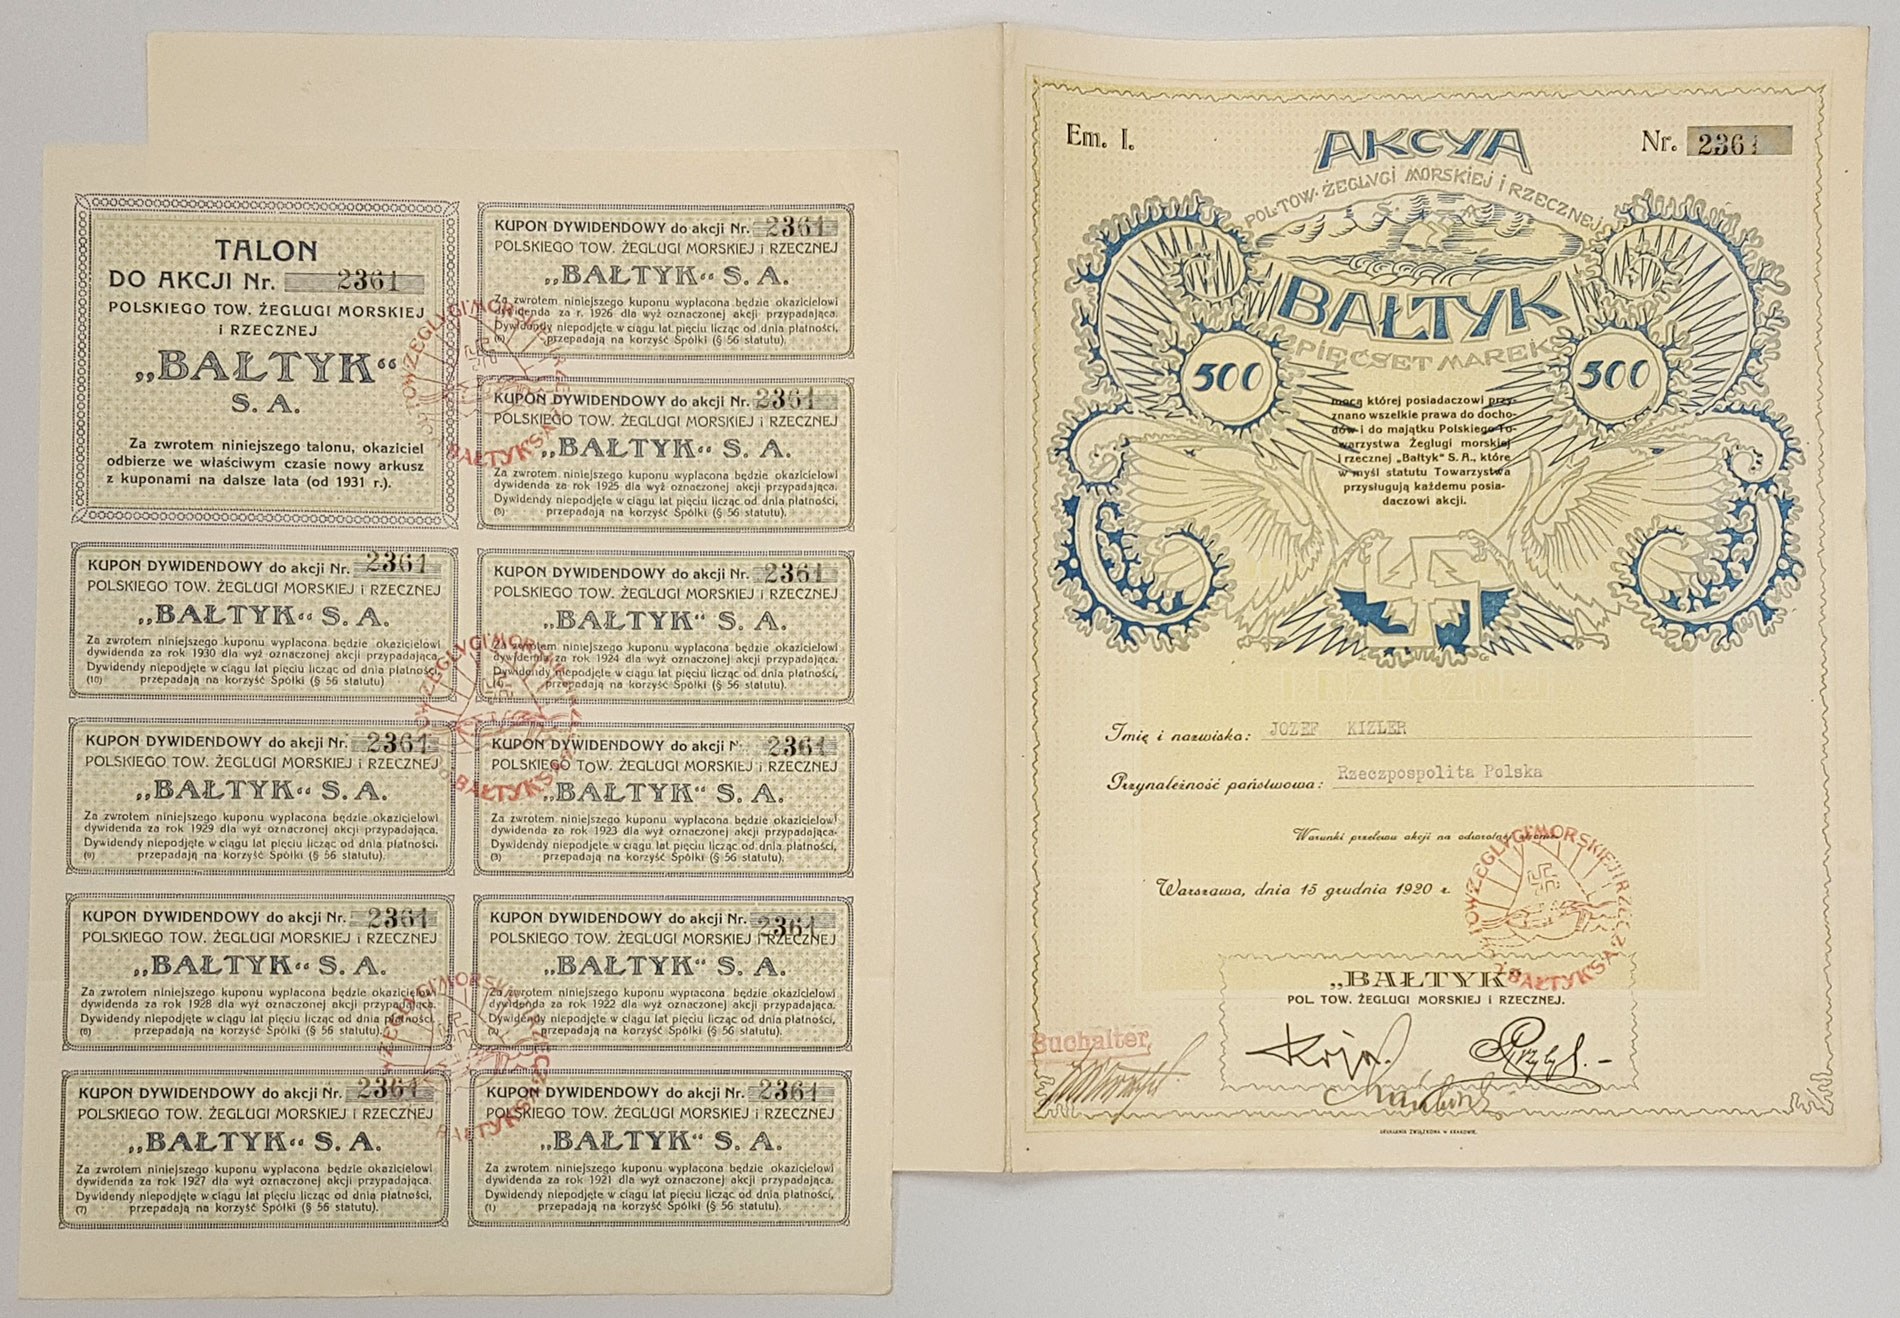 TALON
DO AKCJI Nr. 2361
POLSKIEGO TOW. ŻEGLUGI MORSKIEJ
i RZECZNEJ
„BAŁTYK“
S. A.
Za zwrotem niniejszego talonu, okaziciel
odbierze we właściwym czasie nowy arkusz
z kuponami na dalsze lata (od 1931 r.).
KUPON DYWIDENDOWY do akcji Nr. 2361
POLSKIEGO TOW. ŻEGLUGI MORSKIEJ i RZECZNEJ
„BAŁTYK“ S. A.
Za zwrotem niniejszego kuponu wypłacona będzie okazicielowi
dywidenda za rok 1930 dla wyż oznaczonej akcji przypadająca.
Dywidendy niepodjęte w ciągu lat pięciu licząc od dnia płatności,
(10) przepadają na korzyść Spółki (§ 56 statutu)
KUPON DYWIDENDOWY do akcji Nr. 2361
POLSKIEGO TOW. ŻEGLUGI MORSKIEJ i RZECZNEJ
„BAŁTYK“ S. A.
Za zwrotem niniejszego kuponu wypłacona będzie okazicielowi
dywidenda za rok 1929 dla wyż oznaczonej akcji przypadająca.
Dywidendy niepodjęte w ciągu lat pięciu licząc od dnia płatności,
(9) przepadają na korzyść Spółki (§ 56 statutu).
KUPON DYWIDENDOWY do akcji Nr. 2361
POLSKIEGO TOW. ŻEGLUGI MORSKIEJ i RZECZNEJ
„BAŁTYK“ S. A.
Za zwrotem niniejszego kuponu wypłacona będzie okazicielowi
dywidenda za rok 1928 dla wyż oznaczonej akcji przypadająca.
Dywidendy niepodjęte w ciągu lat pięciu licząc od dnia płatności,
(8) przepadają na korzyść Spółki (§ 56 statutu).
KUPON DYWIDENDOWY do akcji Nr. 2361
POLSKIEGO TOW. ŻEGLUGI MORSKIEJ i RZECZNEJ
„BAŁTYK“ S. A.
Za zwrotem niniejszego kuponu wypłacona będzie okazicielowi
dywidenda za rok 1927 dla wyż oznaczonej akcji przypadająca.
Dywidendy niepodjęte w ciągu lat pięciu licząc od dnia płatności,
(7) przepadają na korzyść Spółki (§ 56 statutu).
KUPON DYWIDENDOWY do akcji Nr. 2361
POLSKIEGO TOW. ŻEGLUGI MORSKIEJ i RZECZNEJ
„BAŁTYK“ S. A.
Za zwrotem niniejszego kuponu wypłacona będzie okazicielowi
dywidenda za r. 1926 dla wyż oznaczonej akcji przypadająca.
Dywidendy niepodjęte w ciągu lat pięciu licząc od dnia płatności,
(6) przepadają na korzyść Spółki (§ 56 statutu).
KUPON DYWIDENDOWY do akcji Nr. 2361
POLSKIEGO TOW. ŻEGLUGI MORSKIEJ i RZECZNEJ
„BAŁTYK“ S. A.
Za zwrotem niniejszego kuponu wypłacona będzie okazicielowi
dywidenda za rok 1925 dla wyż oznaczonej akcji przypadająca.
Dywidendy niepodjęte w ciągu lat pięciu licząc od dnia płatności,
(5) przepadają na korzyść Spółki (§ 56 statutu).
KUPON DYWIDENDOWY do akcji Nr. 2361
POLSKIEGO TOW. ŻEGLUGI MORSKIEJ i RZECZNEJ
„BAŁTYK“ S. A.
Za zwrotem niniejszego kuponu wypłacona będzie okazicielowi
dywidenda za rok 1924 dla wyż oznaczonej akcji przypadająca.
Dywidendy niepodjęte w ciągu lat pięciu licząc od dnia płatności,
(4) przepadają na korzyść Spółki (§ 56 statutu).
KUPON DYWIDENDOWY do akcji Nr. 2361
POLSKIEGO TOW. ŻEGLUGI MORSKIEJ i RZECZNEJ
„BAŁTYK“ S. A.
Za zwrotem niniejszego kuponu wypłacona będzie okazicielowi
dywidenda za rok 1923 dla wyż oznaczonej akcji przypadająca.
Dywidendy niepodjęte w ciągu lat pięciu licząc od dnia płatności,
(3) przepadają na korzyść Spółki (§ 56 statutu).
KUPON DYWIDENDOWY do akcji Nr. 2361
POLSKIEGO TOW. ŻEGLUGI MORSKIEJ i RZECZNEJ
„BAŁTYK“ S. A.
Za zwrotem niniejszego kuponu wypłacona będzie okazicielowi
dywidenda za rok 1922 dla wyż oznaczonej akcji przypadająca.
Dywidendy niepodjęte w ciągu lat pięciu licząc od dnia płatności,
(2) przepadają na korzyść Spółki (§ 56 statutu).
KUPON DYWIDENDOWY do akcji Nr. 2361
POLSKIEGO TOW. ŻEGLUGI MORSKIEJ i RZECZNEJ
„BAŁTYK“ S. A.
Za zwrotem niniejszego kuponu wypłacona będzie okazicielowi
dywidenda za rok 1921 dla wyż oznaczonej akcji przypadająca.
Dywidendy niepodjęte w ciągu lat pięciu licząc od dnia płatności,
(1) przepadają na korzyść Spółki (§ 56 statutu).
Em. I.
Nr. 2361
AKCYA
POL. TOW. ŻEGLVGI MORSKIEJ i RZECZNEJ
BAŁTYK
PIĘĆSET MAREK
500
500
mocą której posiadaczowi przy-
znano wszelkie prawa do docho-
dów i do majątku Polskiego To-
warzystwa Żeglugi morskiej
i rzecznej „Bałtyk“ S. A., które
w myśl statutu Towarzystwa
przysługują każdemu posia-
daczowi akcji.
Imię i nazwisko: JOZEF KIZLER
Przynależność państwowa: Rzeczpospolita Polska
Warunki przelewu akcji na odwrotnej stronie
Warszawa, dnia 15 grudnia 1920 r.
TOW ŻEGLVGI MORSKIEJ i RZECZ
BAŁTYK S.A.
„BAŁTYK“
POL. TOW. ŻEGLUGI MORSKIEJ i RZECZNEJ.
Buchalter
DRUKARNIA ZWIĄZKOWA W KRAKOWIE.